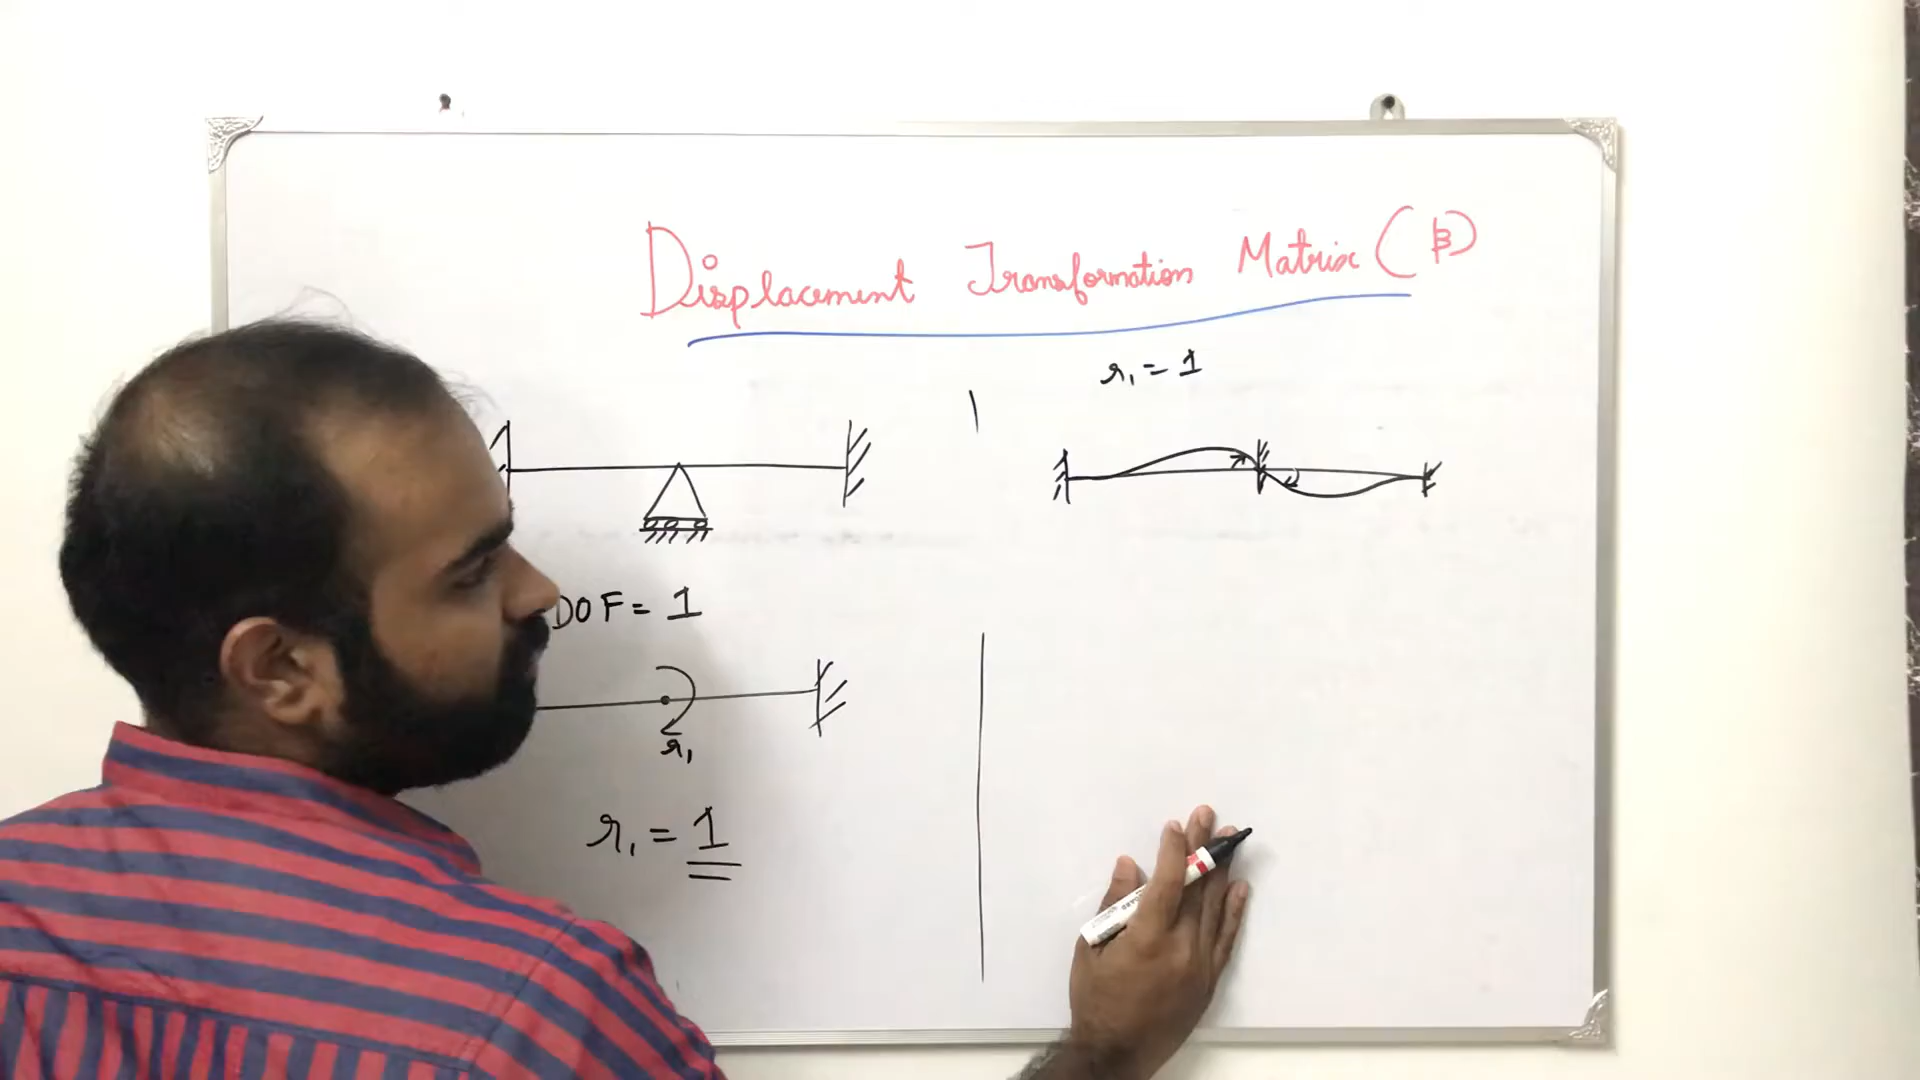 Displacement Transformation Matrix (B)
r₁ = 1
DOF = 1
r₁
r₁ = 1